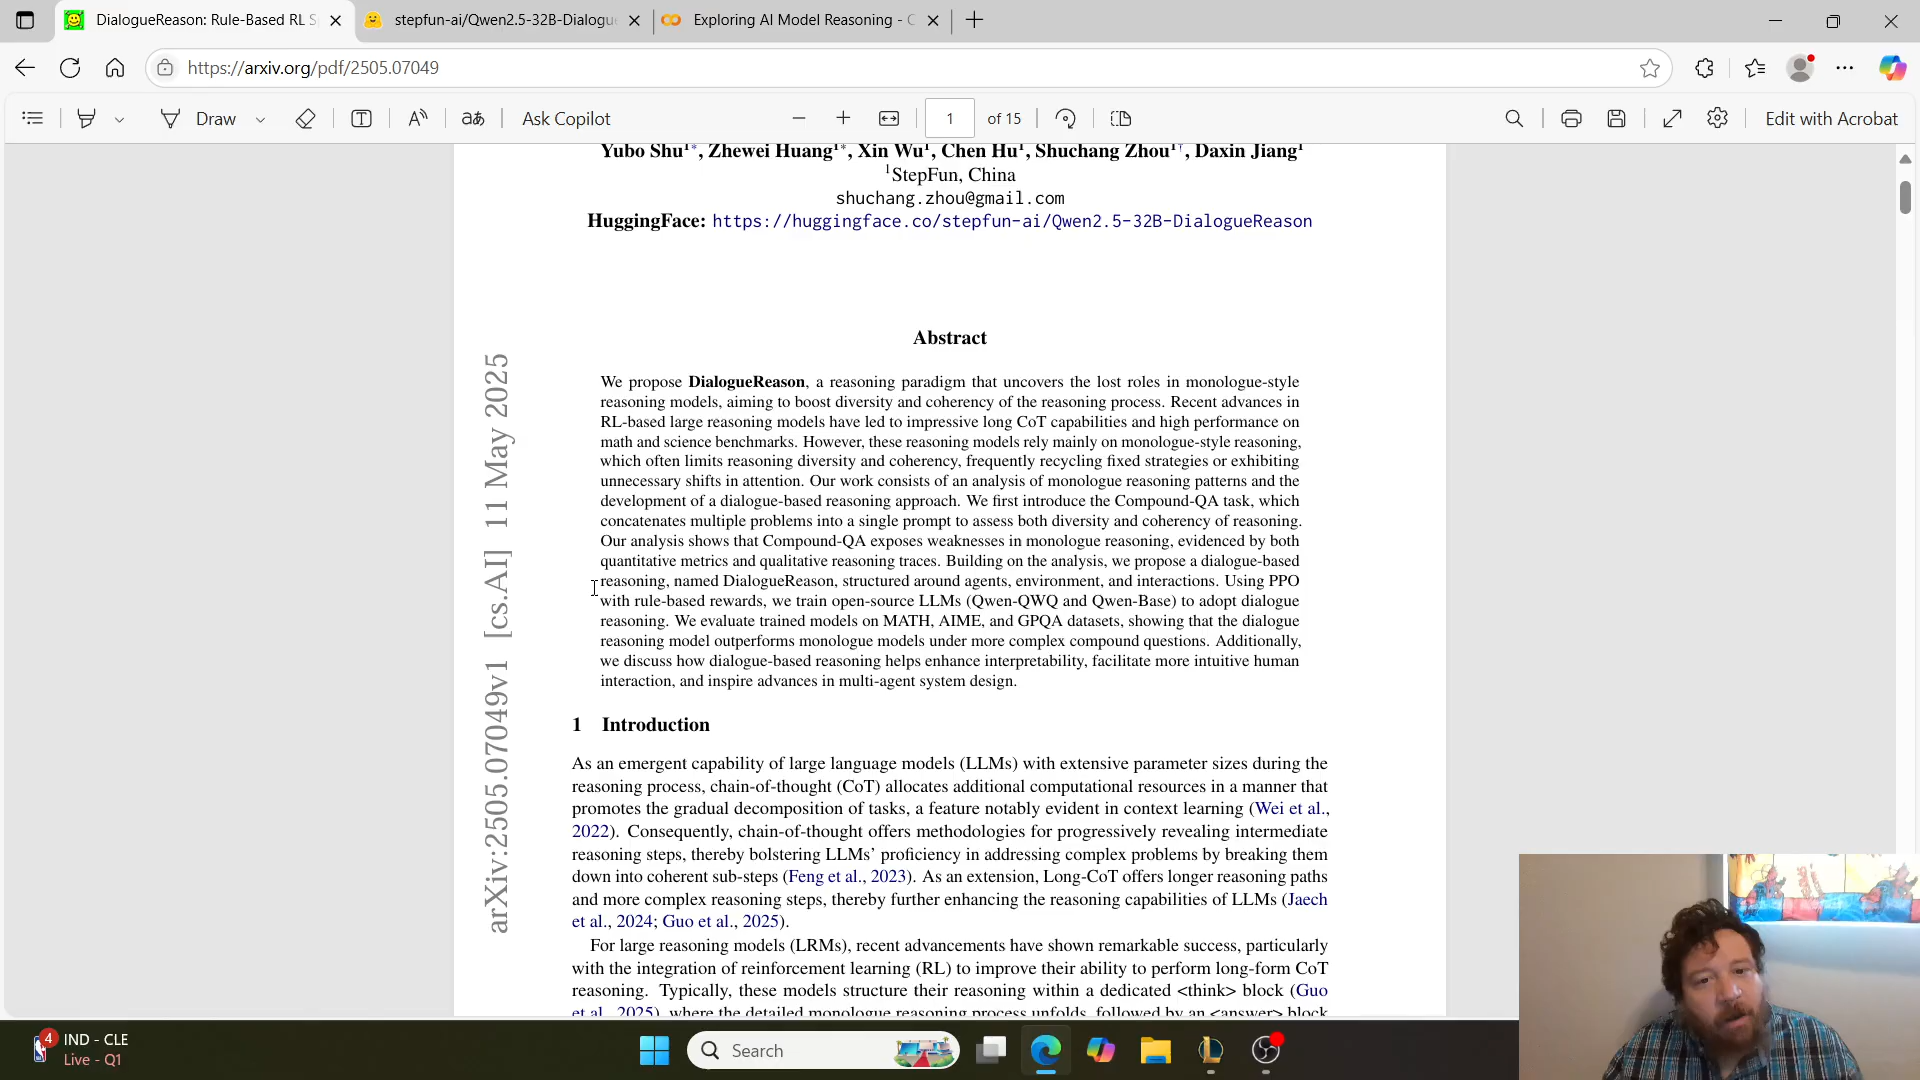 DialogueReason: Rule-Based RL S
stepfun-ai/Qwen2.5-32B-Dialogu
Exploring AI Model Reasoning - C
https://arxiv.org/pdf/2505.07049
Draw
Ask Copilot
1 of 15
Edit with Acrobat
Yubo Shu1*, Zhewei Huang1*, Xin Wu1, Chen Hu1, Shuchang Zhou1†, Daxin Jiang1
1StepFun, China
shuchang.zhou@gmail.com
HuggingFace: https://huggingface.co/stepfun-ai/Qwen2.5-32B-DialogueReason
Abstract
We propose DialogueReason, a reasoning paradigm that uncovers the lost roles in monologue-style
reasoning models, aiming to boost diversity and coherency of the reasoning process. Recent advances in
RL-based large reasoning models have led to impressive long CoT capabilities and high performance on
math and science benchmarks. However, these reasoning models rely mainly on monologue-style reasoning,
which often limits reasoning diversity and coherency, frequently recycling fixed strategies or exhibiting
unnecessary shifts in attention. Our work consists of an analysis of monologue reasoning patterns and the
development of a dialogue-based reasoning approach. We first introduce the Compound-QA task, which
concatenates multiple problems into a single prompt to assess both diversity and coherency of reasoning.
Our analysis shows that Compound-QA exposes weaknesses in monologue reasoning, evidenced by both
quantitative metrics and qualitative reasoning traces. Building on the analysis, we propose a dialogue-based
reasoning, named DialogueReason, structured around agents, environment, and interactions. Using PPO
with rule-based rewards, we train open-source LLMs (Qwen-QWQ and Qwen-Base) to adopt dialogue
reasoning. We evaluate trained models on MATH, AIME, and GPQA datasets, showing that the dialogue
reasoning model outperforms monologue models under more complex compound questions. Additionally,
we discuss how dialogue-based reasoning helps enhance interpretability, facilitate more intuitive human
interaction, and inspire advances in multi-agent system design.
arXiv:2505.07049v1 [cs.AI] 11 May 2025
1 Introduction
As an emergent capability of large language models (LLMs) with extensive parameter sizes during the
reasoning process, chain-of-thought (CoT) allocates additional computational resources in a manner that
promotes the gradual decomposition of tasks, a feature notably evident in context learning (Wei et al.,
2022). Consequently, chain-of-thought offers methodologies for progressively revealing intermediate
reasoning steps, thereby bolstering LLMs' proficiency in addressing complex problems by breaking them
down into coherent sub-steps (Feng et al., 2023). As an extension, Long-CoT offers longer reasoning paths
and more complex reasoning steps, thereby further enhancing the reasoning capabilities of LLMs (Jaech
et al., 2024; Guo et al., 2025).
For large reasoning models (LRMs), recent advancements have shown remarkable success, particularly
with the integration of reinforcement learning (RL) to improve their ability to perform long-form CoT
reasoning. Typically, these models structure their reasoning within a dedicated <think> block (Guo
et al., 2025), where the detailed monologue reasoning process unfolds, followed by an <answer> block
4
IND - CLE
Live - Q1
Search